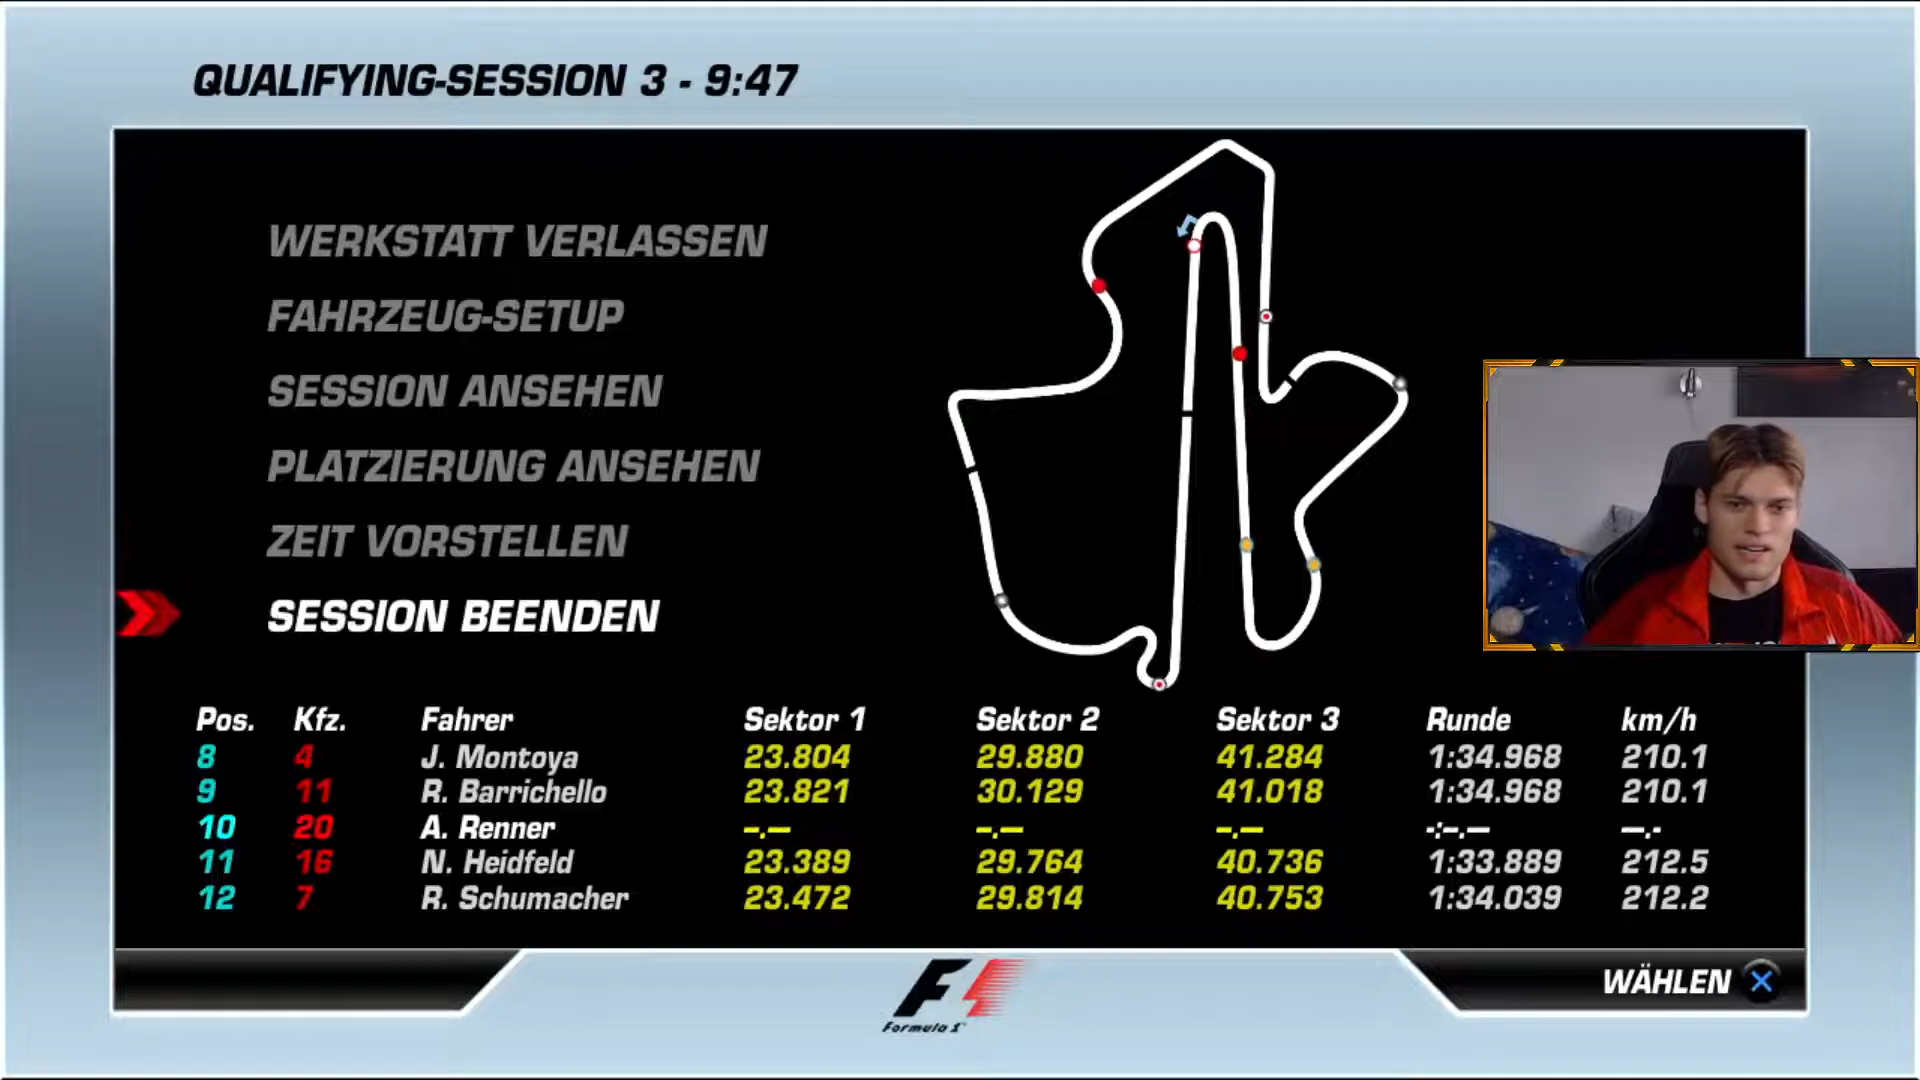 QUALIFYING-SESSION 3 - 9:47
WERKSTATT VERLASSEN
FAHRZEUG-SETUP
SESSION ANSEHEN
PLATZIERUNG ANSEHEN
ZEIT VORSTELLEN
SESSION BEENDEN
Pos. Kfz. Fahrer Sektor 1 Sektor 2 Sektor 3 Runde km/h
8 4 J. Montoya 23.804 29.880 41.284 1:34.968 210.1
9 11 R. Barrichello 23.821 30.129 41.018 1:34.968 210.1
10 20 A. Renner -.-- -.-- -.-- -:--.-- --.-
11 16 N. Heidfeld 23.389 29.764 40.736 1:33.889 212.5
12 7 R. Schumacher 23.472 29.814 40.753 1:34.039 212.2
WÄHLEN
F1
Formula 1